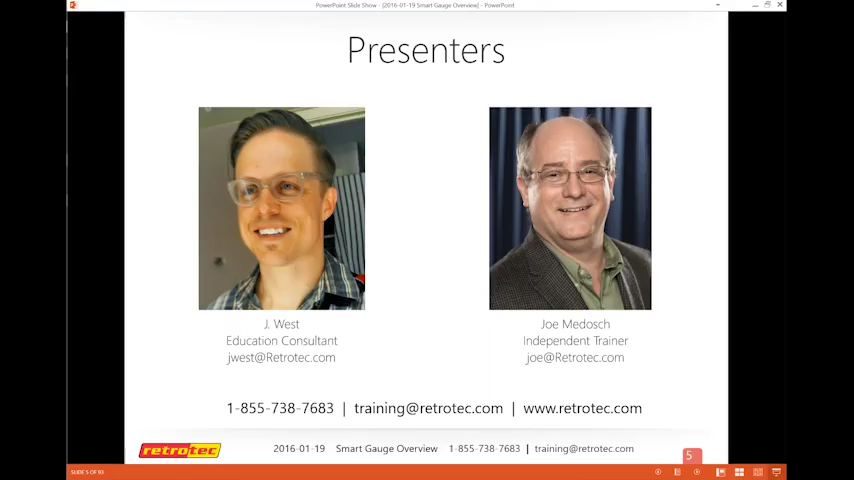 PowerPoint Slide Show - [2016-01-19 Smart Gauge Overview] - PowerPoint
Presenters
J. West
Education Consultant
jwest@Retrotec.com
Joe Medosch
Independent Trainer
joe@Retrotec.com
1-855-738-7683 | training@retrotec.com | www.retrotec.com
retrotec
2016-01-19 Smart Gauge Overview 1-855-738-7683 | training@retrotec.com
5
SLIDE 5 OF 93